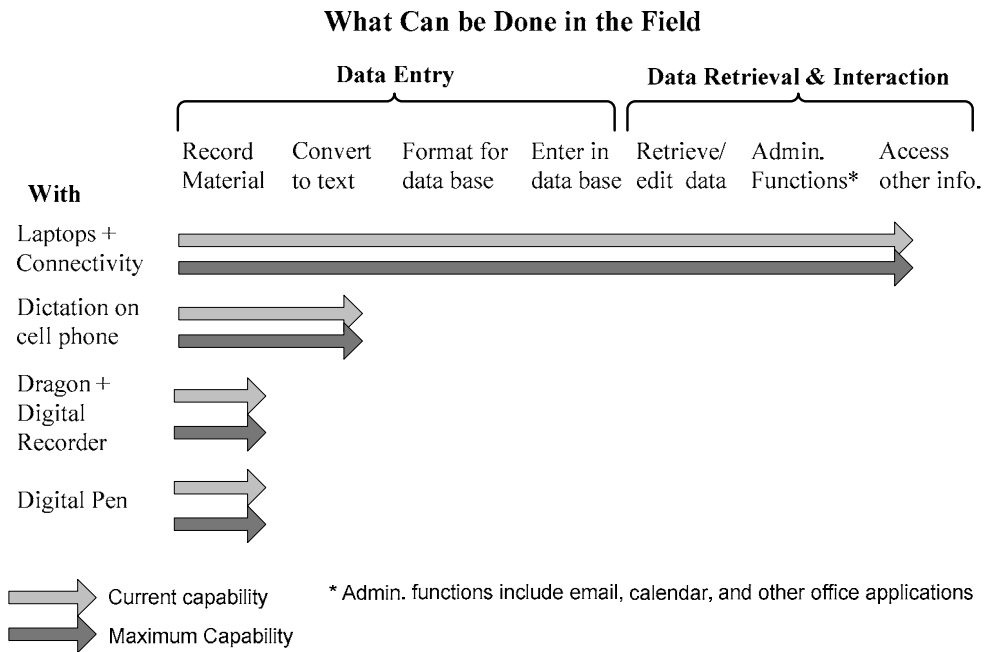 What Can be Done in the Field
Data Entry
Data Retrieval & Interaction
Record
Material
Convert
to text
Format for
data base
Enter in
data base
Retrieve/
edit data
Admin.
Functions*
Access
other info.
With
Laptops +
Connectivity
Dictation on
cell phone
Dragon +
Digital
Recorder
Digital Pen
Current capability
Maximum Capability
* Admin. functions include email, calendar, and other office applications